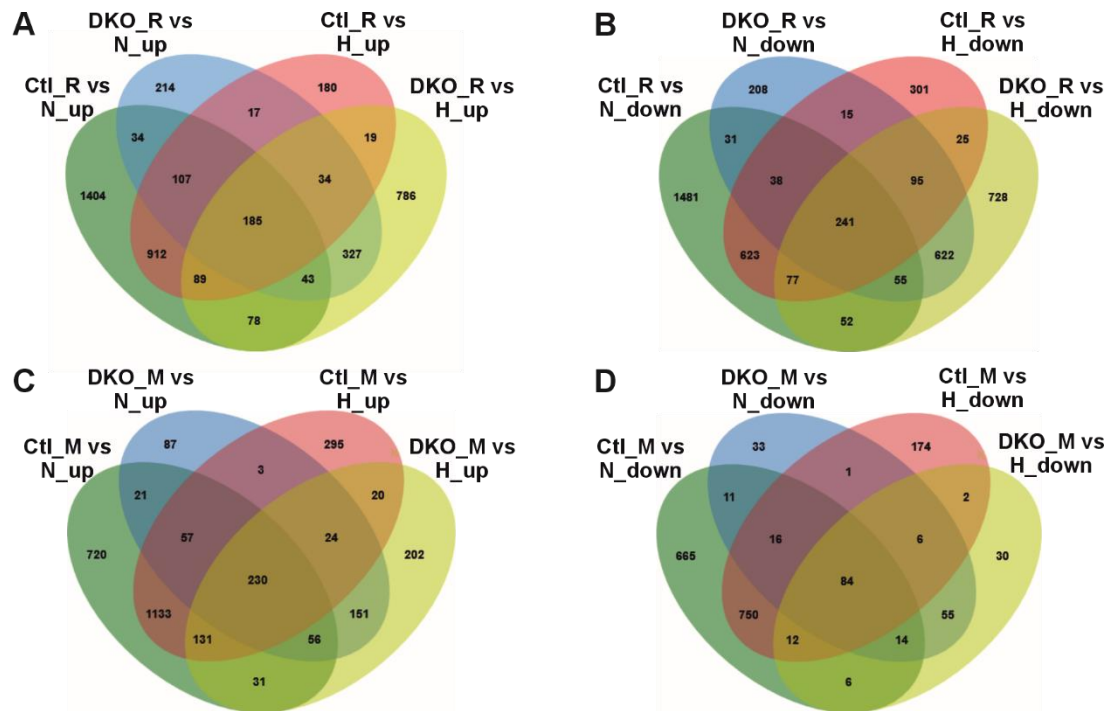 A
DKO_R vs
N_up
Ctl_R vs
H_up
Ctl_R vs
N_up
DKO_R vs
H_up
214
180
34
17
19
1404
107
34
786
185
912
89
43
327
78
B
DKO_R vs
N_down
Ctl_R vs
H_down
Ctl_R vs
N_down
DKO_R vs
H_down
208
301
31
15
25
1481
38
95
728
241
623
77
55
622
52
C
DKO_M vs
N_up
Ctl_M vs
H_up
Ctl_M vs
N_up
DKO_M vs
H_up
87
295
21
3
20
720
57
24
202
230
1133
131
56
151
31
D
DKO_M vs
N_down
Ctl_M vs
H_down
Ctl_M vs
N_down
DKO_M vs
H_down
33
174
11
1
2
665
16
6
30
84
750
12
14
55
6